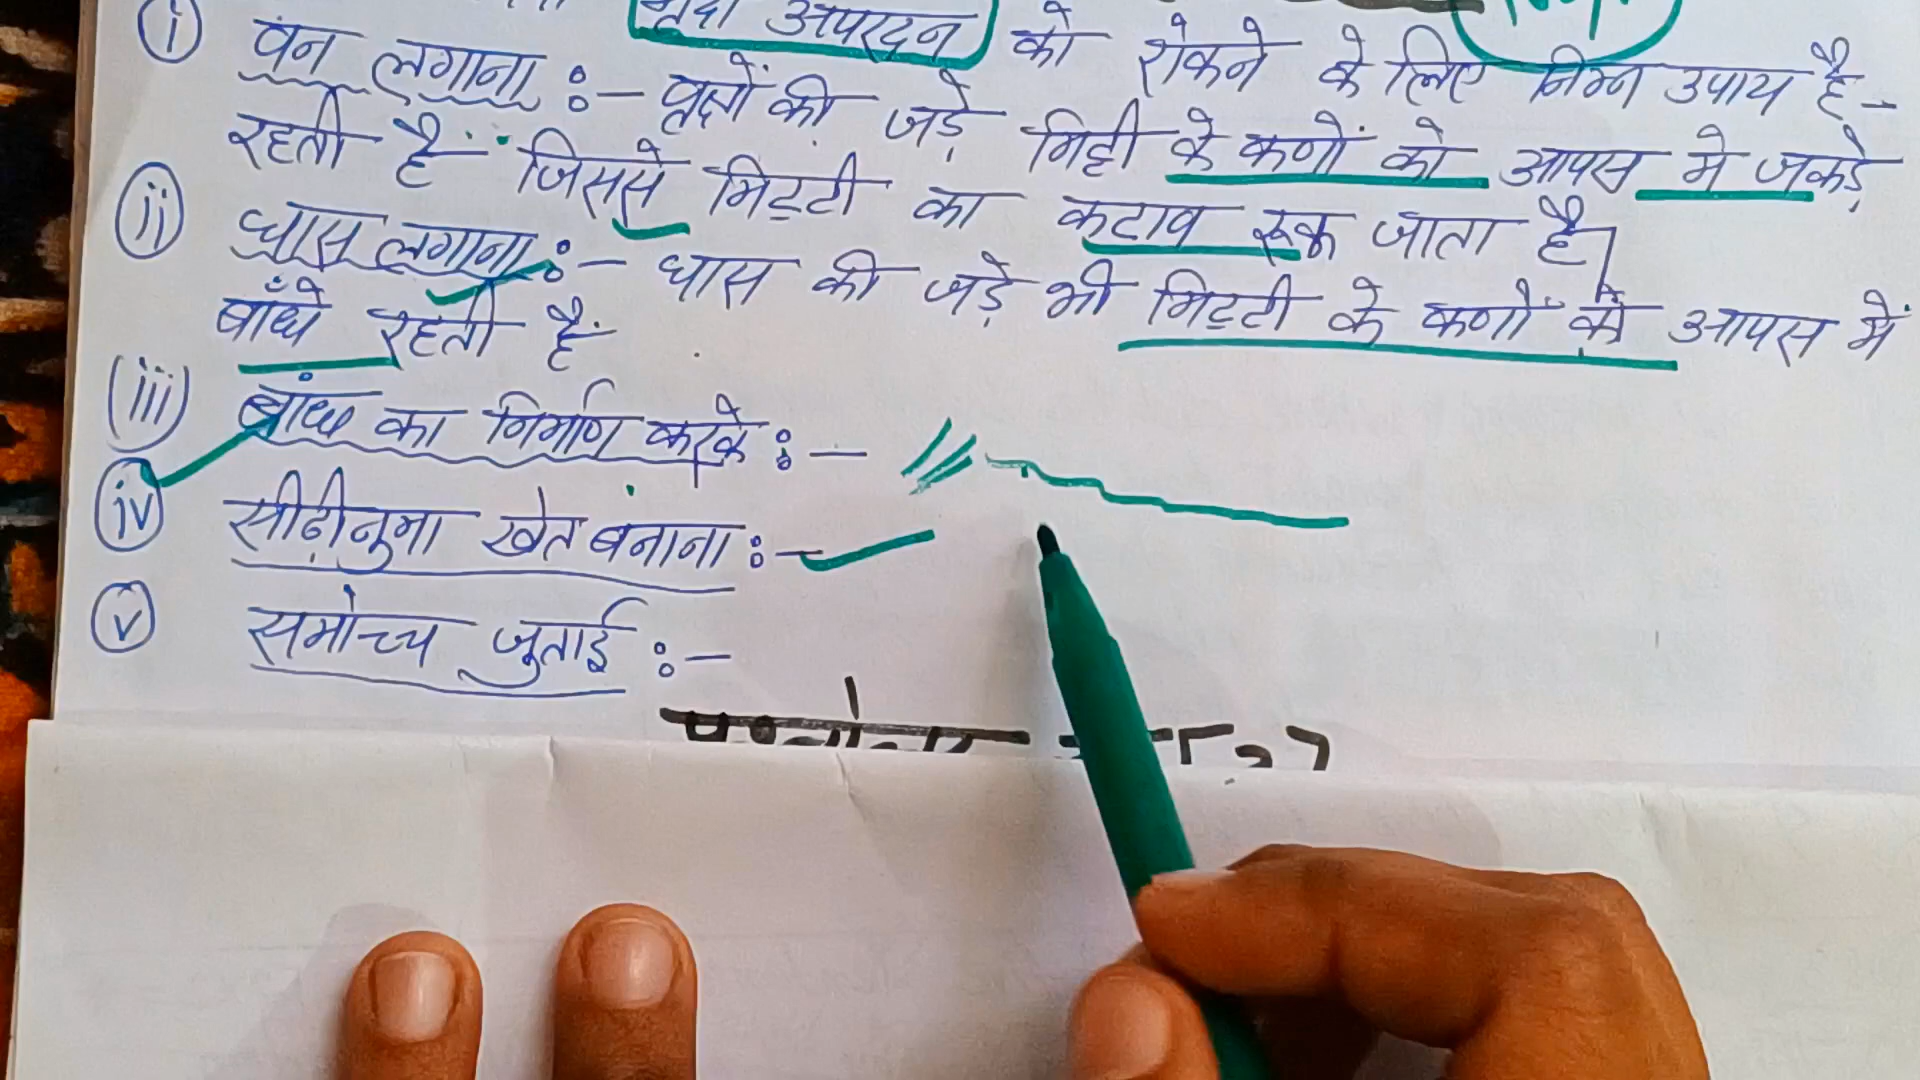 मृदा अपरदन को रोकने के लिए निम्न उपाय है-
(i) वन लगाना :- वृक्षों की जड़े मिट्टी के कणों को आपस मे जकड़े
रहती है जिससे मिट्टी का कटाव रूक जाता है।
(ii) घास लगाना :- घास की जड़े भी मिट्टी के कणों को आपस में
बाँधे रहती है
(iii) बांध का निर्माण करके :-
(iv) सीढ़ीनुमा खेत बनाना :-
(v) समोच्च जुताई :-